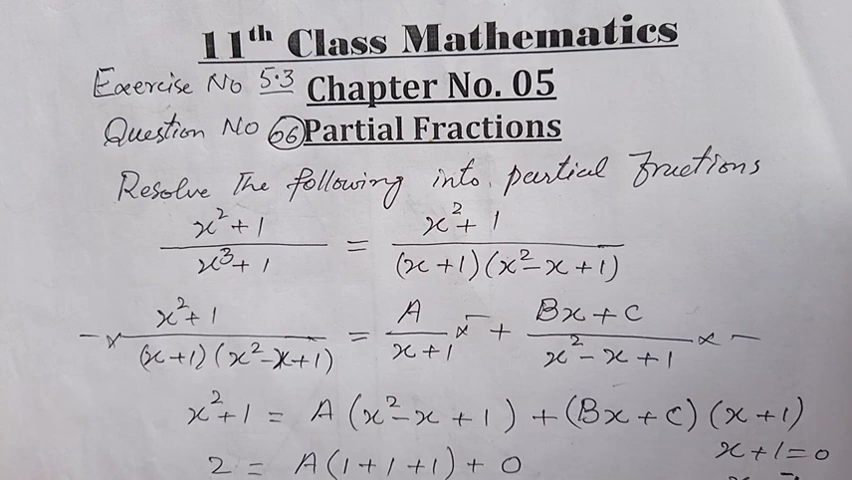 11th Class Mathematics
Exercise No 5.3 Chapter No. 05
Question No 06 Partial Fractions
Resolve The following into partial fractions
x²+1 / x³+1 = x²+1 / (x+1)(x²-x+1)
-× x²+1 / (x+1)(x²-x+1) = A / x+1 ×- + Bx+C / x²-x+1 ×-
x²+1 = A(x²-x+1)+(Bx+C)(x+1)
2 = A(1+1+1)+0
x+1=0